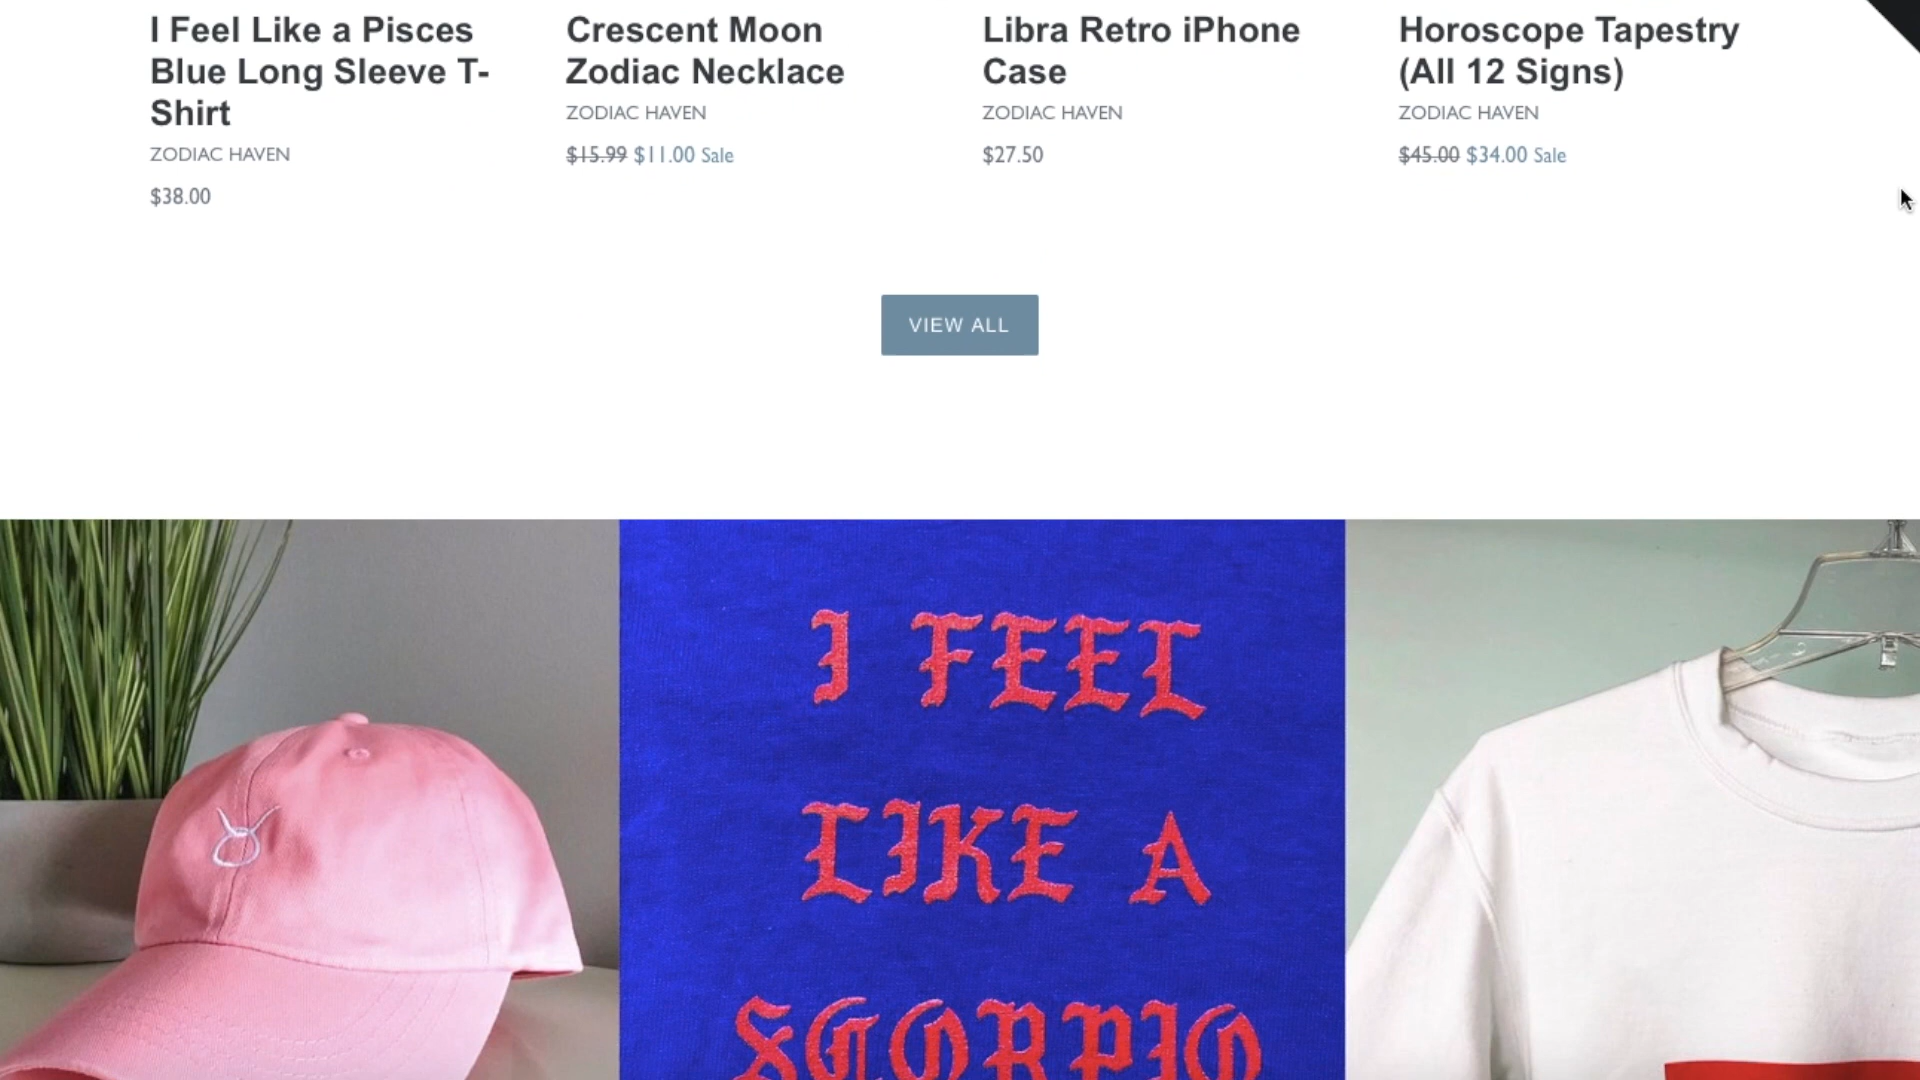 I Feel Like a Pisces
Blue Long Sleeve T-
Shirt
ZODIAC HAVEN
$38.00
Crescent Moon
Zodiac Necklace
ZODIAC HAVEN
$15.99 $11.00 Sale
Libra Retro iPhone
Case
ZODIAC HAVEN
$27.50
Horoscope Tapestry
(All 12 Signs)
ZODIAC HAVEN
$45.00 $34.00 Sale
VIEW ALL
I FEEL
LIKE A
SCORPIO